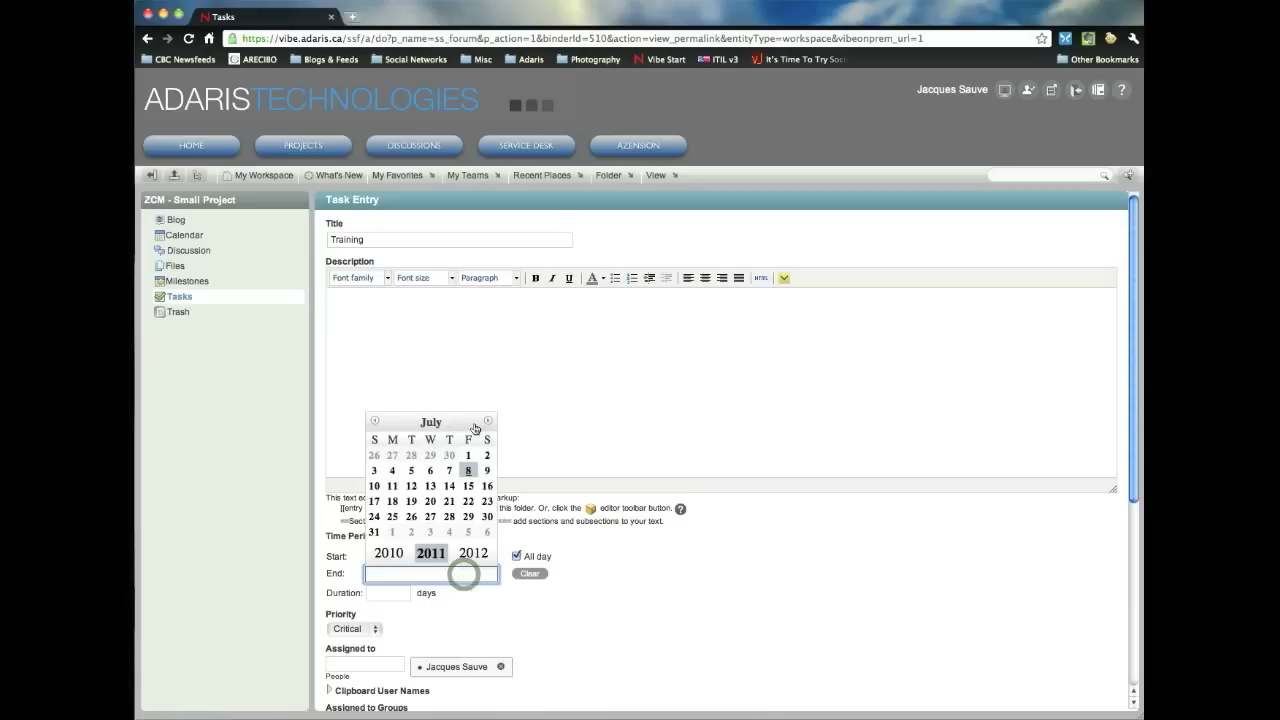 Tasks
https://vibe.adaris.ca/ssf/a/do?p_name=ss_forum&p_action=1&binderId=510&action=view_permalink&entityType=workspace&vibeonprem_url=1
CBC Newsfeeds ARECIBO Blogs & Feeds Social Networks Misc Adaris Photography Vibe Start ITIL v3 It's Time To Try Soc Other Bookmarks
ADARISTECHNOLOGIES
Jacques Sauve
HOME PROJECTS DISCUSSIONS SERVICE DESK AZENSION
My Workspace What's New My Favorites My Teams Recent Places Folder View
ZCM - Small Project
Blog
Calendar
Discussion
Files
Milestones
Tasks
Trash
Task Entry
Title
Training
Description
Font family Font size Paragraph B I U A HTML
July
S M T W T F S
26 27 28 29 30 1 2
3 4 5 6 7 8 9
10 11 12 13 14 15 16
17 18 19 20 21 22 23
24 25 26 27 28 29 30
31 1 2 3 4 5 6
2010 2011 2012
This text ed rkup:
[[entry this folder. Or, click the editor toolbar button. ?
==Sect === add sections and subsections to your text.
Time Peri
Start: All day
End: Clear
Duration: days
Priority
Critical
Assigned to
Jacques Sauve
People
Clipboard User Names
Assigned to Groups